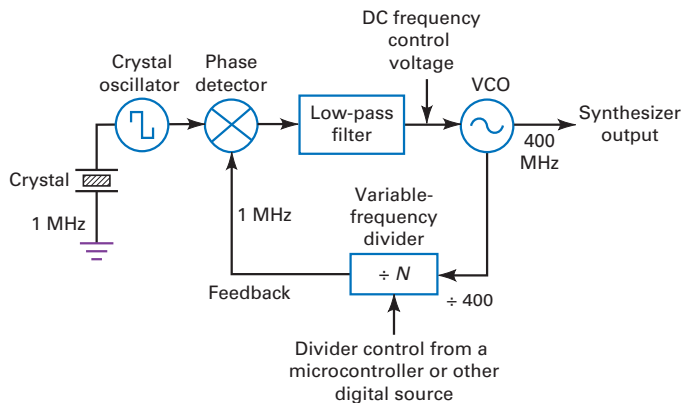 DC frequency
control
voltage
Crystal
oscillator
Phase
detector
VCO
Low-pass
filter
Synthesizer
output
400
MHz
Crystal
1 MHz
1 MHz
Variable-
frequency
divider
÷ N
Feedback
÷ 400
Divider control from a
microcontroller or other
digital source